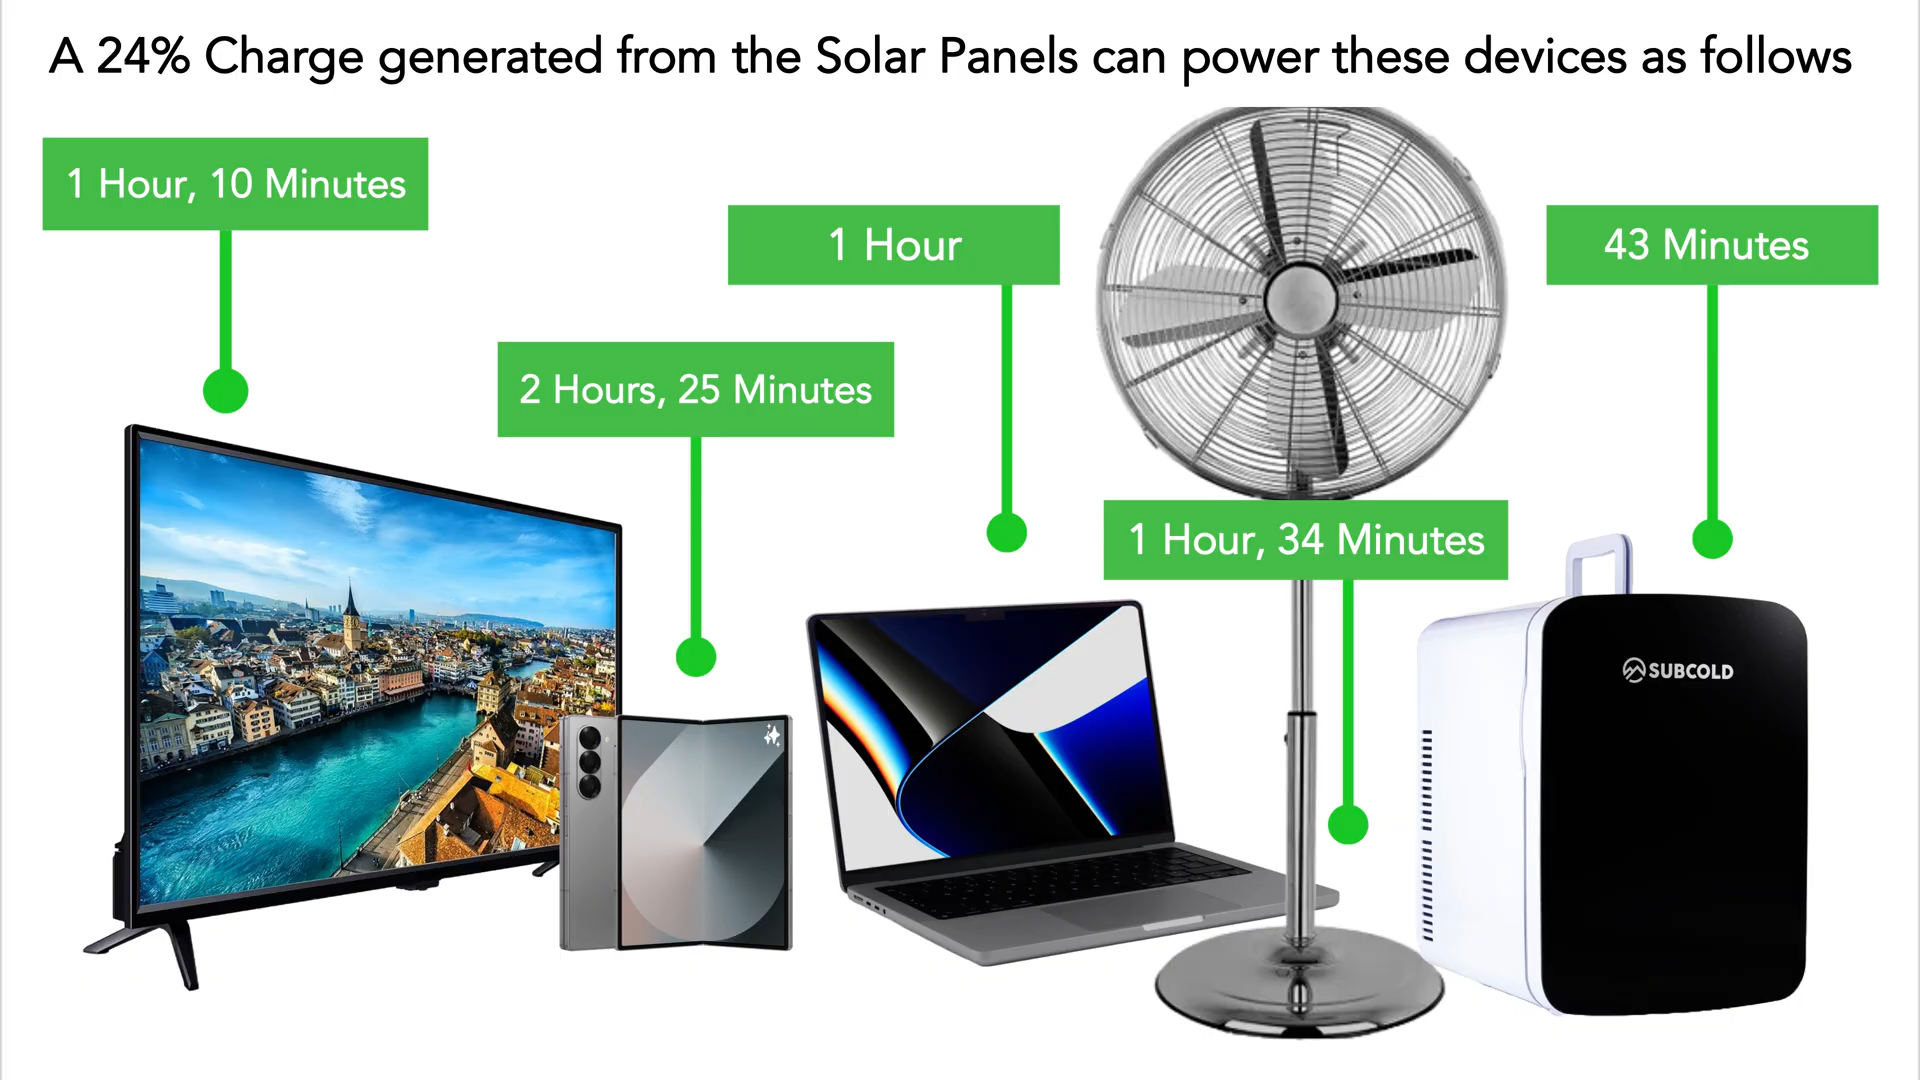 A 24% Charge generated from the Solar Panels can power these devices as follows
1 Hour, 10 Minutes
2 Hours, 25 Minutes
1 Hour
1 Hour, 34 Minutes
43 Minutes
SUBCOLD